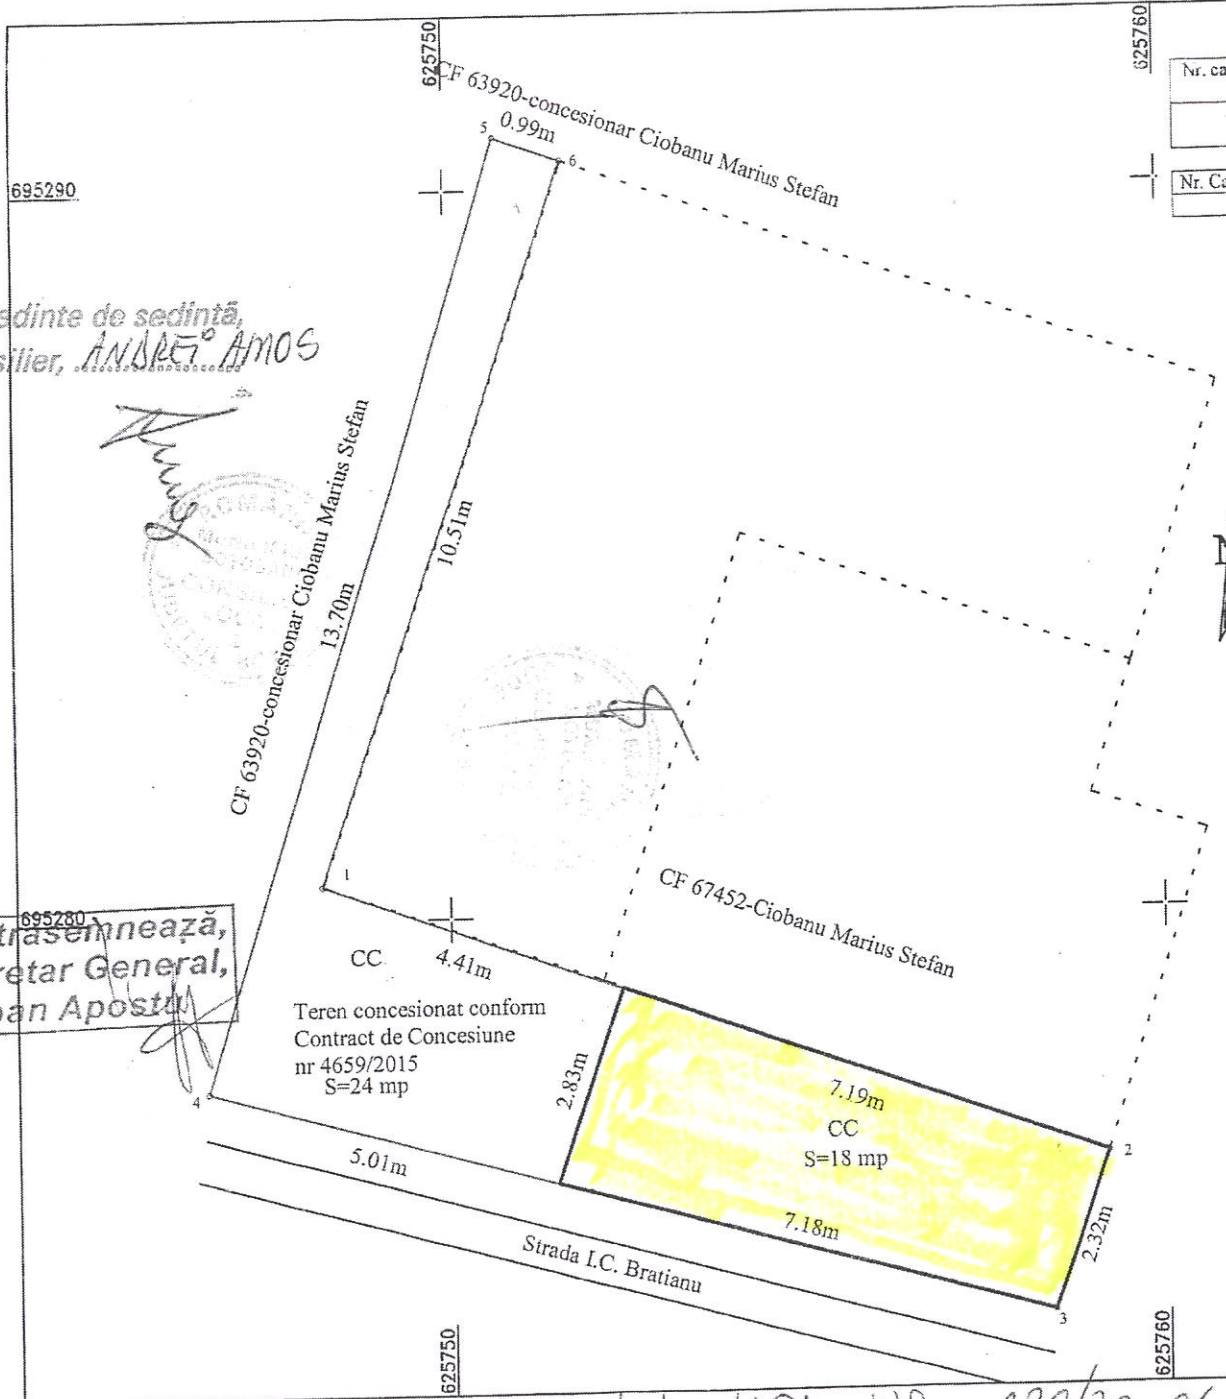 625750
625760
CF 63920-concesionar Ciobanu Marius Stefan
Nr. ca
5
0.99m
6
695290
Nr. Ca
edinte de sedintă,
silier, ANDREI AMOS
CF 63920-concesionar Ciobanu Marius Stefan
13.70m
10.51m
N
1
CF 67452-Ciobanu Marius Stefan
695280
trasemnează,
retar General,
oan Apostu
CC
4.41m
Teren concesionat conform
Contract de Concesiune
nr 4659/2015
S=24 mp
2.83m
7.19m
CC
S=18 mp
2
4
5.01m
7.18m
2.32m
Strada I.C. Bratianu
3
625750
625760